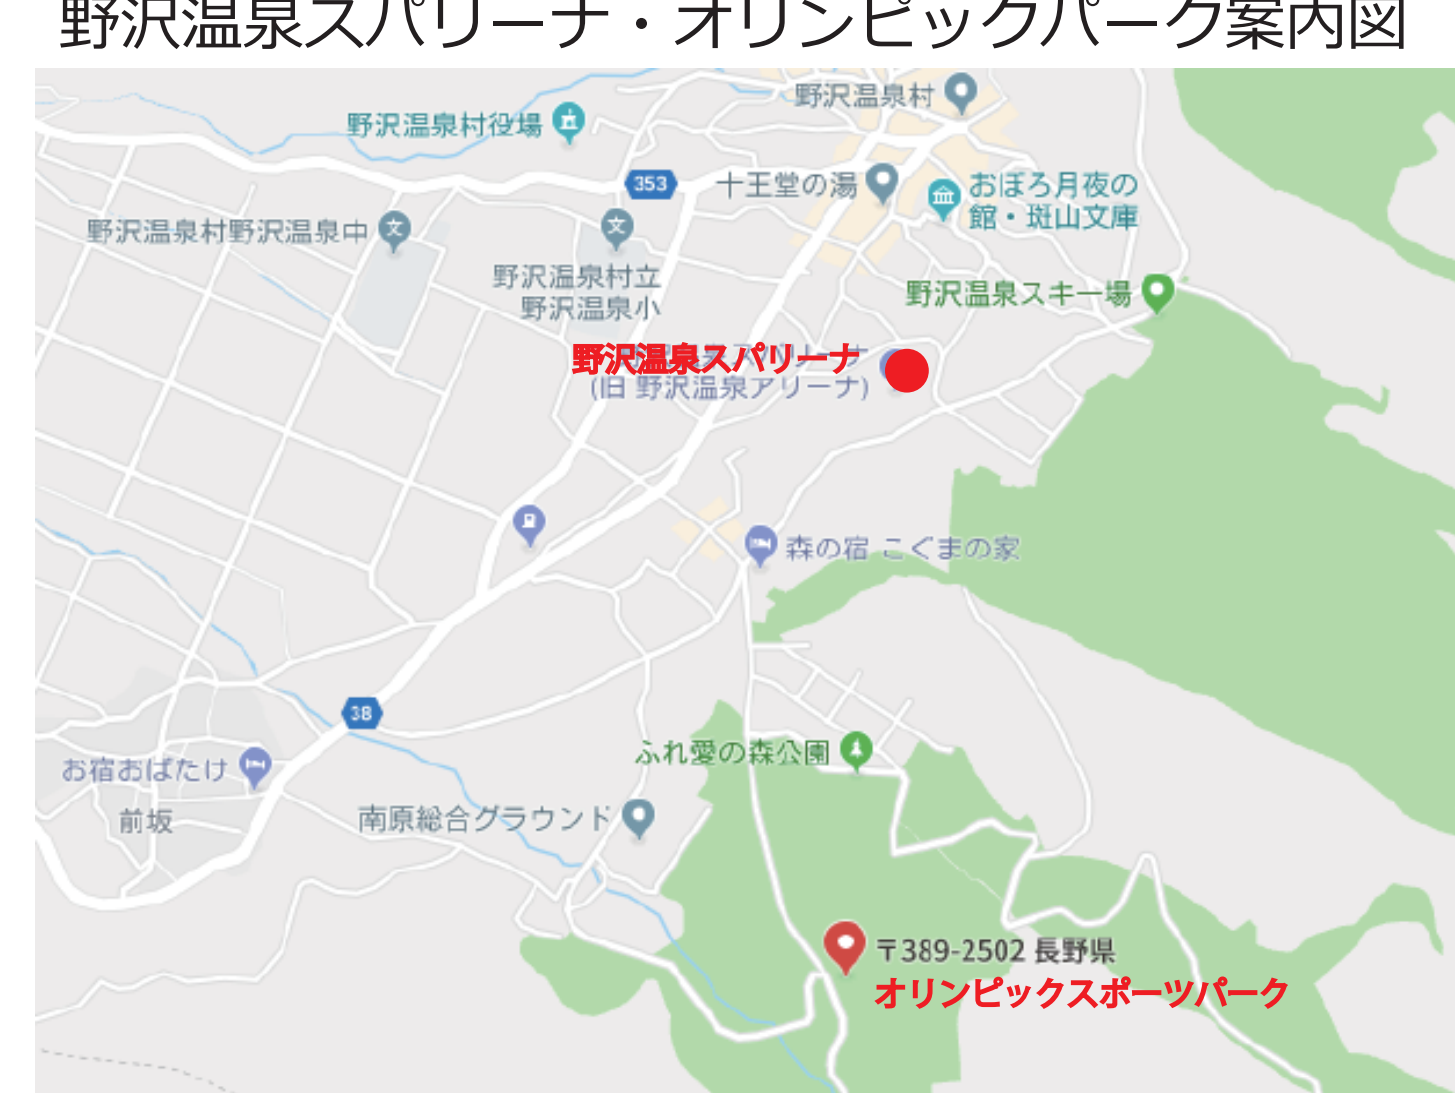 野沢温泉スパリーナ・オリンピックパーク案内図
野沢温泉村
野沢温泉村役場
353
十王堂の湯
おぼろ月夜の
館・斑山文庫
文
野沢温泉村野沢温泉中
文
野沢温泉村立
野沢温泉小
野沢温泉スキー場
野沢温泉スパリーナ
(旧 野沢温泉アリーナ)
森の宿 こぐまの家
38
ふれ愛の森公園
お宿おばたけ
前坂
南原総合グラウンド
〒389-2502 長野県
オリンピックスポーツパーク